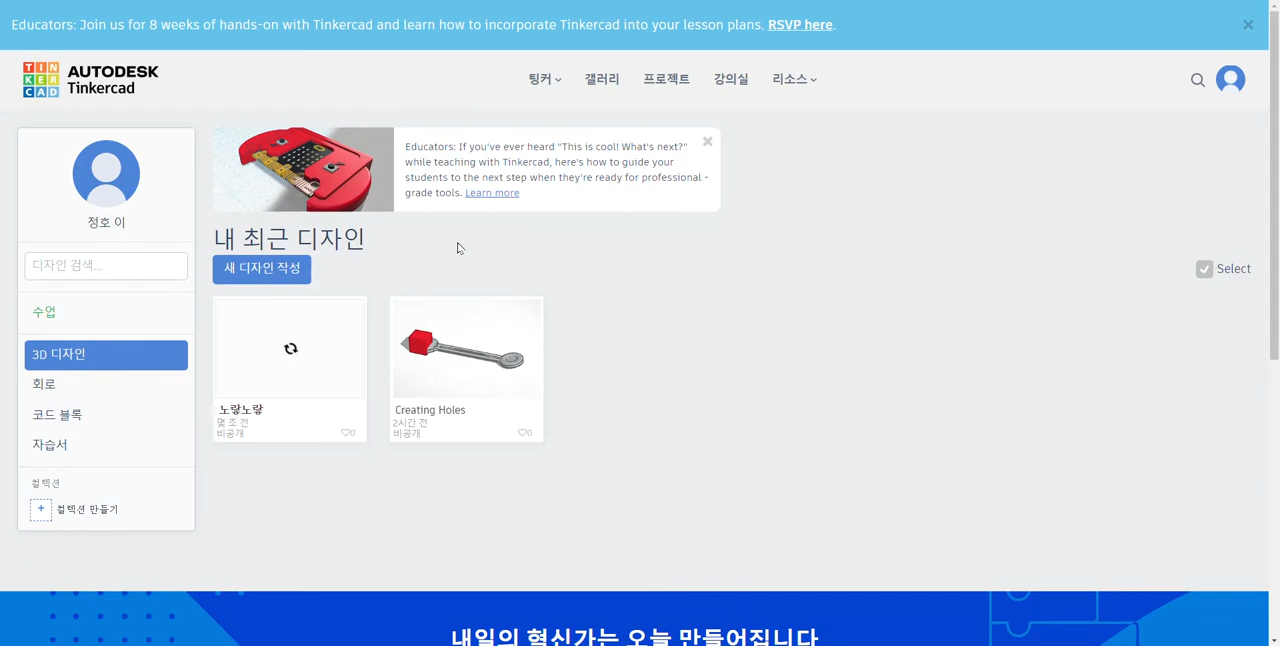 Educators: Join us for 8 weeks of hands-on with Tinkercad and learn how to incorporate Tinkercad into your lesson plans. RSVP here.
TIN
KER
CAD
AUTODESK
Tinkercad
팅커
갤러리
프로젝트
강의실
리소스
정호 이
디자인 검색...
수업
3D 디자인
회로
코드 블록
자습서
컬렉션
+ 컬렉션 만들기
Educators: If you've ever heard "This is cool! What's next?"
while teaching with Tinkercad, here's how to guide your
students to the next step when they're ready for professional -
grade tools. Learn more
내 최근 디자인
새 디자인 작성
Select
노랑노랑
몇 초 전
비공개
0
Creating Holes
2시간 전
비공개
0
내일의 혁신가는 오늘 만들어집니다